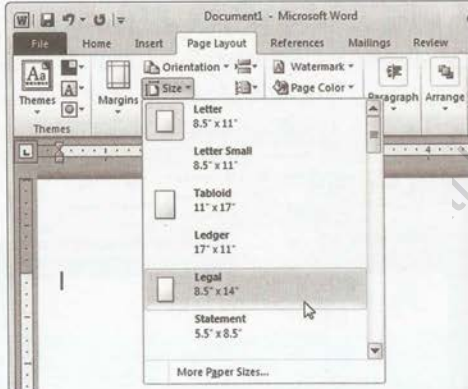 Document1 - Microsoft Word
File Home Insert Page Layout References Mailings Review
Aa Orientation Watermark
Size Page Color
Themes Margins Paragraph Arrange
Themes
Letter
8.5" x 11"
Letter Small
8.5" x 11"
Tabloid
11" x 17"
Ledger
17" x 11"
Legal
8.5" x 14"
Statement
5.5" x 8.5"
More Paper Sizes...
L 1 4